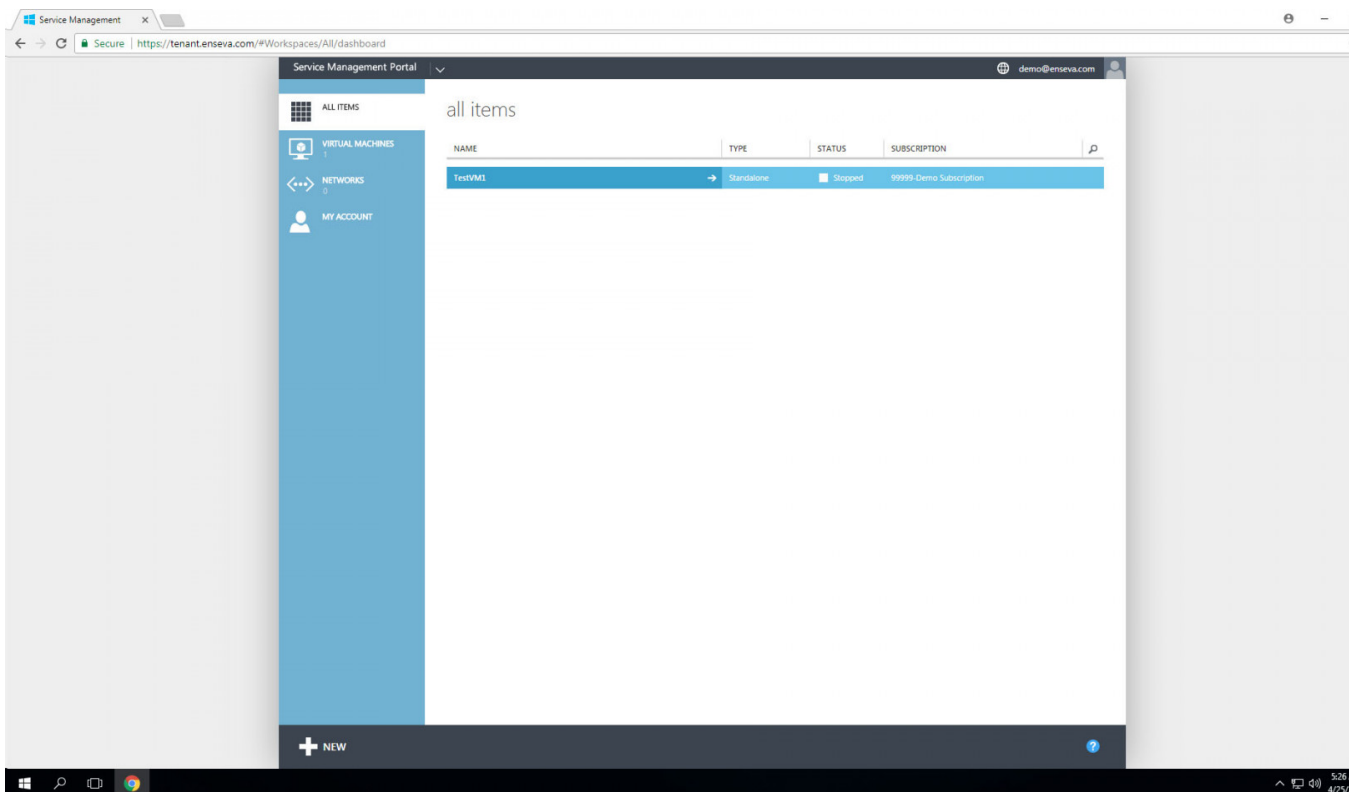 Service Management
Secure | https://tenant.enseva.com/#Workspaces/All/dashboard
Service Management Portal
demo@enseva.com
ALL ITEMS
VIRTUAL MACHINES
1
NETWORKS
0
MY ACCOUNT
all items
NAME TYPE STATUS SUBSCRIPTION
TestVM1 Standalone Stopped 99999-Demo Subscription
NEW
?
5:26
4/25/